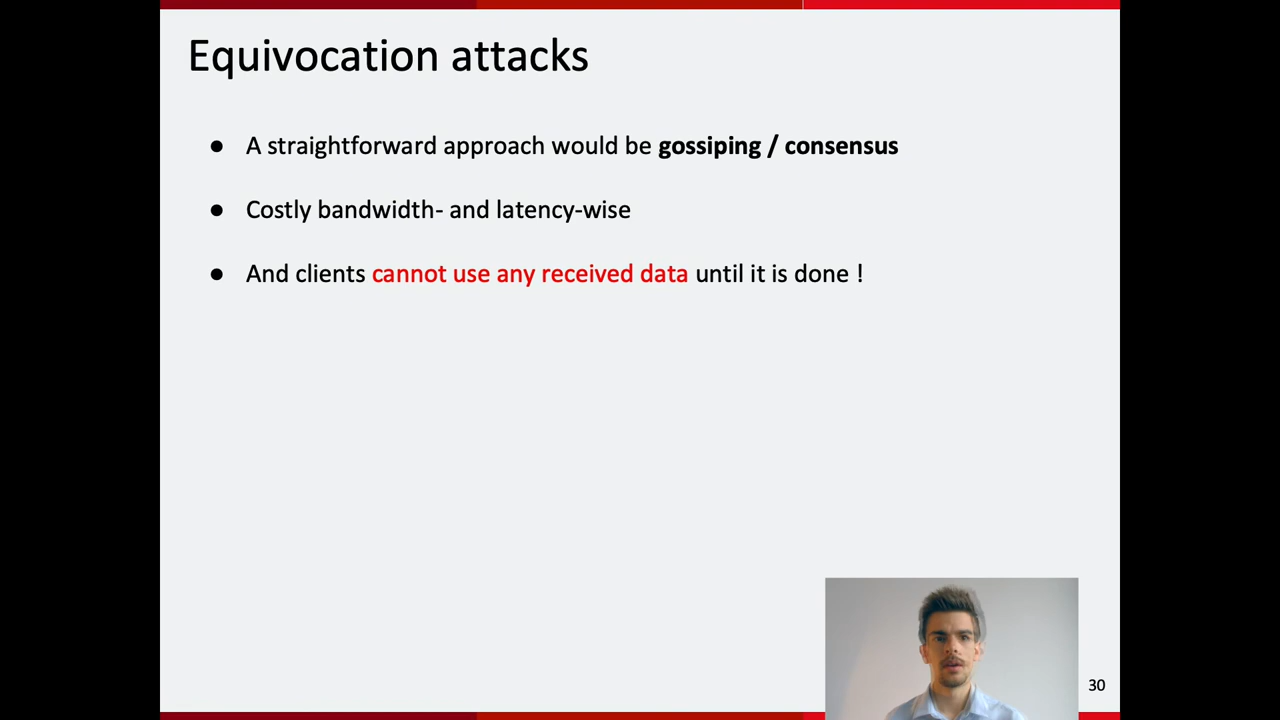 Equivocation attacks
● A straightforward approach would be gossiping / consensus
● Costly bandwidth- and latency-wise
● And clients cannot use any received data until it is done !
30